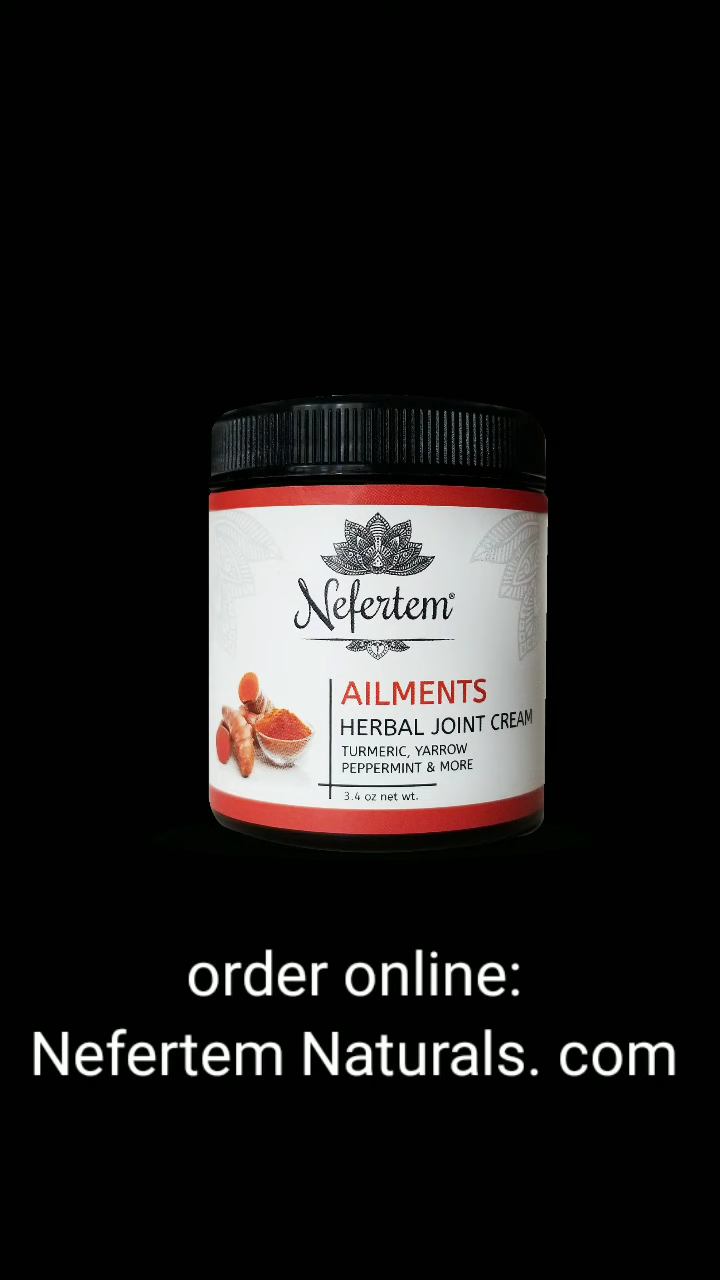 Nefertem®
AILMENTS
HERBAL JOINT CREAM
TURMERIC, YARROW
PEPPERMINT & MORE
3.4 oz net wt.
order online:
Nefertem Naturals. com